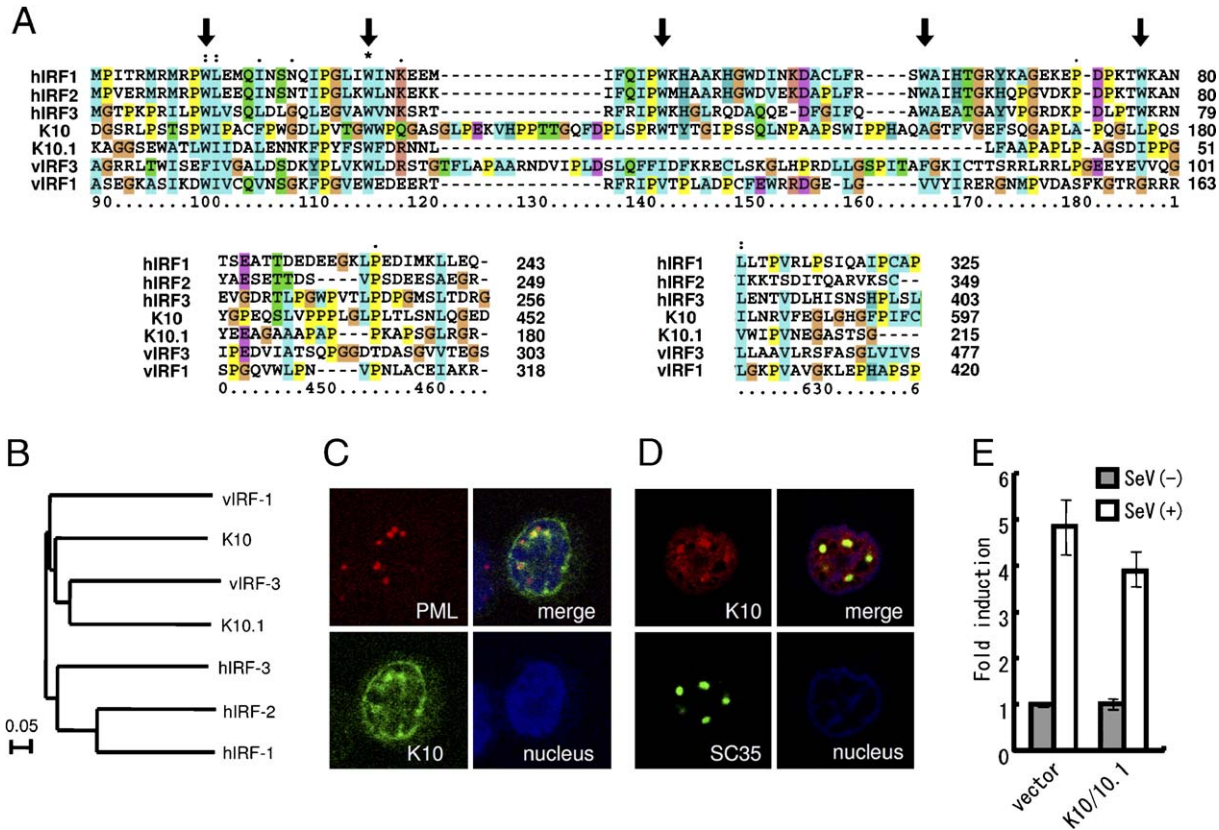 A
:: . . * .
hIRF1 MPITRMRMRPWLEMQINSNQIPGLIWINKEEM---------------IFQIPWKHAAKHGWDINKDACLFR----SWAIHTGRYKAGEKEP-DPKTWKAN 80
hIRF2 MPVERMRMRPWLEEQINSNTIPGLKWLNKEKK---------------IFQIPWMHAARHGWDVEKDAPLFR----NWAIHTGKHQPGVDKP-DPKTWKAN 80
hIRF3 MGTPKPRILPWLVSQLDLGQLEGVAWVNKSRT---------------RFRIPWKHGLRQDAQQE-DFGIFQ----AWAEATGAYVPGRDKP-DLPTWKRN 79
K10 DGSRLPSTSPWIPACFPWGDLPVTGWWPQGASGLPEKVHPPTTGQFDPLSPRWTYTGIPSSQLNPAAPSWIPPHAQAGTFVGEFSQGAPLA-PQGLLPQS 180
K10.1 KAGGSEWATLWIIDALENNKFPYFSWFDRNNL-------------------------------------------------LFAAPAPLP-AGSDIPPG 51
vIRF3 AGRRLTWISEFIVGALDSDKYPLVKWLDRSTGTFLAPAARNDVIPLDSLQFFIDFKRECLSKGLHPRDLLGSPITAFGKICTTSRRLRRLPGEEYEVVQG 101
vIRF1 ASEGKASIKDWIVCQVNSGKFPGVEWEDEERT---------------RFRIPVTPLADPCFEWRRDGELG-----VVYIRERGNMPVDASFKGTRGRRR 163
90.......100.......110.......120.......130.......140.......150.......160.......170.......180.......1
. :
hIRF1 TSEATTDEDEEGKLPEDIMKLLEQ- 243
hIRF2 YAESETTDS----VPSDEESAEGR- 249
hIRF3 EVGDRTLPGWPVTLPDPGMSLTDRG 256
K10 YGPEQSLVPPPLGLPLTLSNLQGED 452
K10.1 YERAGAAAPAP---PKAPSGLRGR- 180
vIRF3 IPEDVIATSQPGGDTDASGVVTEGS 303
vIRF1 SPGQVWLPN----VPNLACEIAKR- 318
0.......450.......460.....
hIRF1 LLTPVRLPSIQAIPCAP 325
hIRF2 IKKTSDITQARVKSC-- 349
hIRF3 LENTVDLHISNSHPLSL 403
K10 ILNRVFEGLGHGFPIFC 597
K10.1 VWIPVNEGASTSG---- 215
vIRF3 LLAAVLRSFASGLVIVS 477
vIRF1 LGKPVAVGKLEPHAPSP 420
......630.......6
B
vIRF-1
K10
vIRF-3
K10.1
hIRF-3
hIRF-2
hIRF-1
0.05
C
PML
merge
K10
nucleus
D
K10
merge
SC35
nucleus
E
SeV(-)
SeV(+)
Fold induction
6
5
4
3
2
1
0
vector
K10/10.1